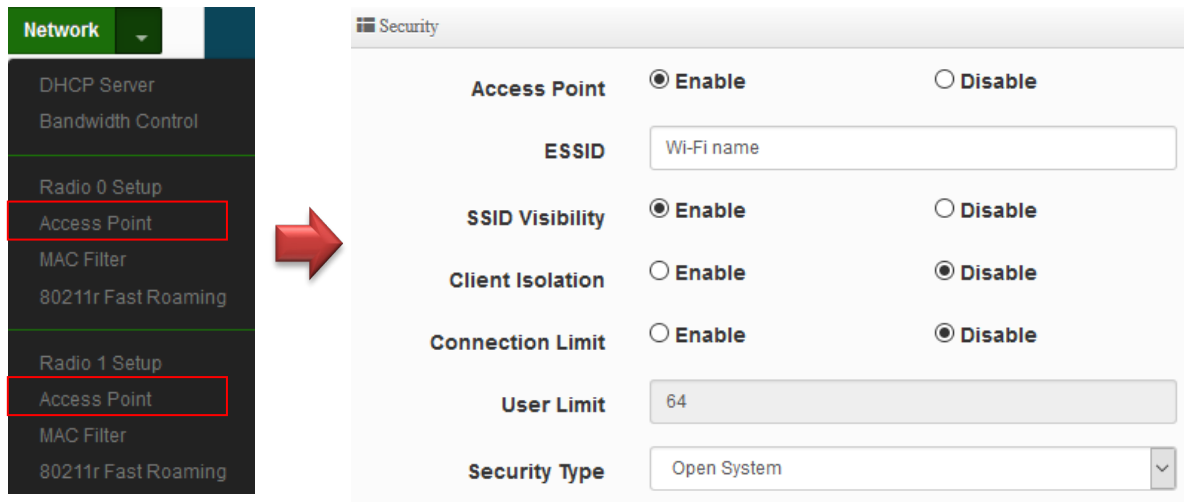 Network
DHCP Server
Bandwidth Control
Radio 0 Setup
Access Point
MAC Filter
80211r Fast Roaming
Radio 1 Setup
Access Point
MAC Filter
80211r Fast Roaming
Security
Access Point Enable Disable
ESSID Wi-Fi name
SSID Visibility Enable Disable
Client Isolation Enable Disable
Connection Limit Enable Disable
User Limit 64
Security Type Open System